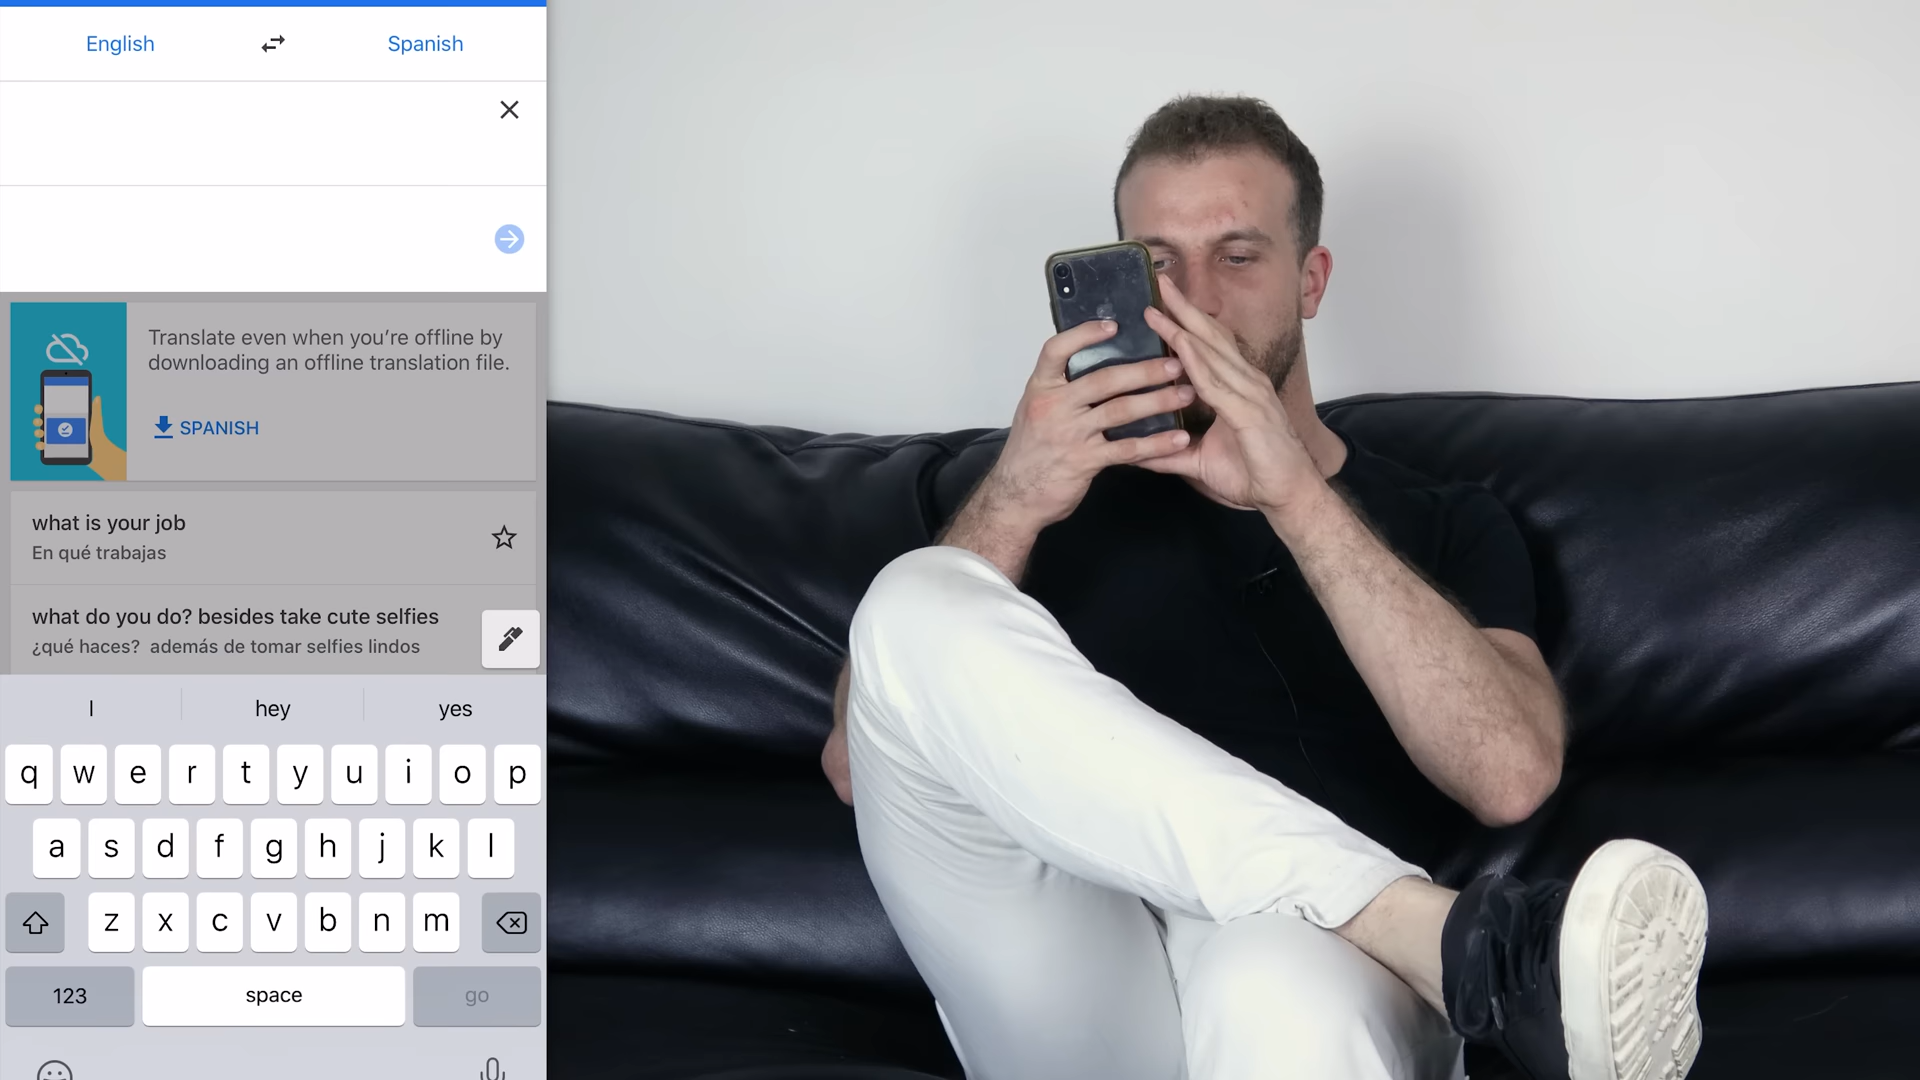 English
Spanish
Translate even when you're offline by
downloading an offline translation file.
SPANISH
what is your job
En qué trabajas
what do you do? besides take cute selfies
¿qué haces?  además de tomar selfies lindos
I hey yes
q w e r t y u i o p
a s d f g h j k l
z x c v b n m
123 space go